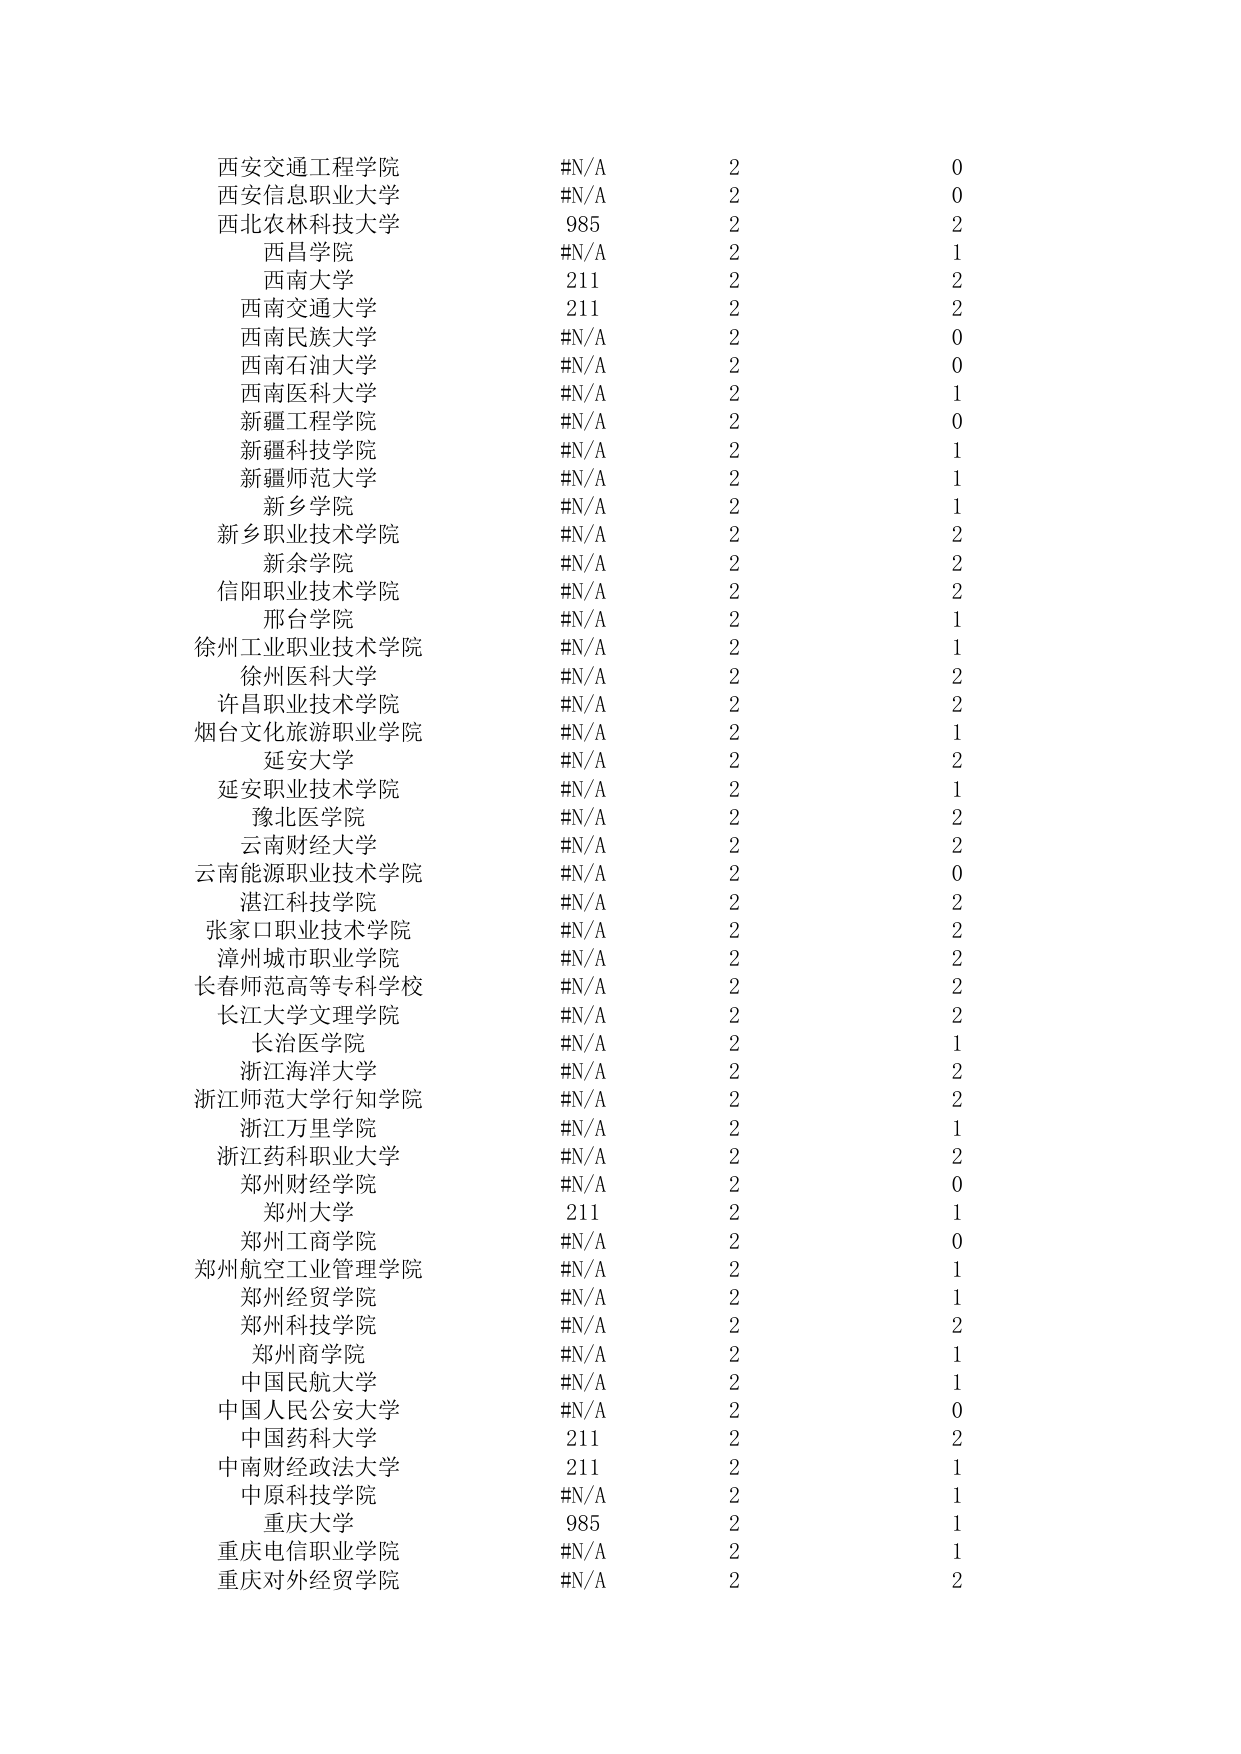 西安交通工程学院 #N/A 2 0
西安信息职业大学 #N/A 2 0
西北农林科技大学 985 2 2
西昌学院 #N/A 2 1
西南大学 211 2 2
西南交通大学 211 2 2
西南民族大学 #N/A 2 0
西南石油大学 #N/A 2 0
西南医科大学 #N/A 2 1
新疆工程学院 #N/A 2 0
新疆科技学院 #N/A 2 1
新疆师范大学 #N/A 2 1
新乡学院 #N/A 2 1
新乡职业技术学院 #N/A 2 2
新余学院 #N/A 2 2
信阳职业技术学院 #N/A 2 2
邢台学院 #N/A 2 1
徐州工业职业技术学院 #N/A 2 1
徐州医科大学 #N/A 2 2
许昌职业技术学院 #N/A 2 2
烟台文化旅游职业学院 #N/A 2 1
延安大学 #N/A 2 2
延安职业技术学院 #N/A 2 1
豫北医学院 #N/A 2 2
云南财经大学 #N/A 2 2
云南能源职业技术学院 #N/A 2 0
湛江科技学院 #N/A 2 2
张家口职业技术学院 #N/A 2 2
漳州城市职业学院 #N/A 2 2
长春师范高等专科学校 #N/A 2 2
长江大学文理学院 #N/A 2 2
长治医学院 #N/A 2 1
浙江海洋大学 #N/A 2 2
浙江师范大学行知学院 #N/A 2 2
浙江万里学院 #N/A 2 1
浙江药科职业大学 #N/A 2 2
郑州财经学院 #N/A 2 0
郑州大学 211 2 1
郑州工商学院 #N/A 2 0
郑州航空工业管理学院 #N/A 2 1
郑州经贸学院 #N/A 2 1
郑州科技学院 #N/A 2 2
郑州商学院 #N/A 2 1
中国民航大学 #N/A 2 1
中国人民公安大学 #N/A 2 0
中国药科大学 211 2 2
中南财经政法大学 211 2 1
中原科技学院 #N/A 2 1
重庆大学 985 2 1
重庆电信职业学院 #N/A 2 1
重庆对外经贸学院 #N/A 2 2